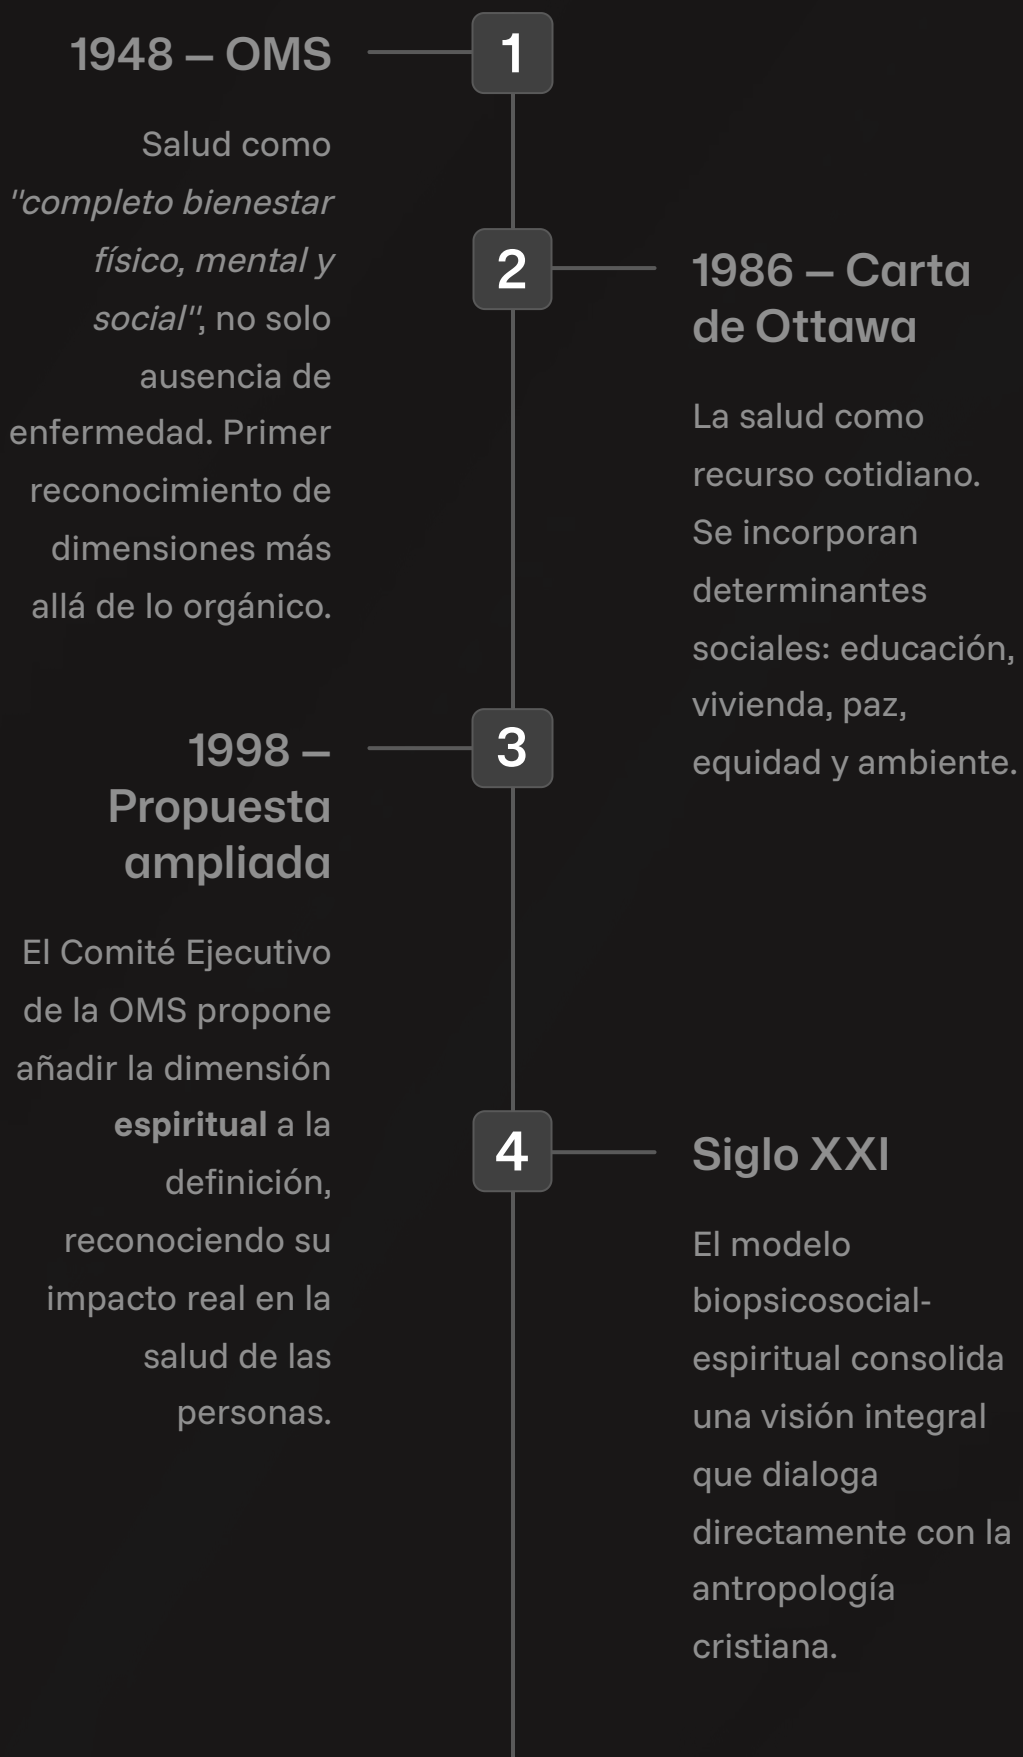 1948 – OMS
1
Salud como
"completo bienestar
físico, mental y
social", no solo
ausencia de
enfermedad. Primer
reconocimiento de
dimensiones más
allá de lo orgánico.
2
1986 – Carta
de Ottawa
La salud como
recurso cotidiano.
Se incorporan
determinantes
sociales: educación,
vivienda, paz,
equidad y ambiente.
3
1998 –
Propuesta
ampliada
El Comité Ejecutivo
de la OMS propone
añadir la dimensión
espiritual a la
definición,
reconociendo su
impacto real en la
salud de las
personas.
4
Siglo XXI
El modelo
biopsicosocial-
espiritual consolida
una visión integral
que dialoga
directamente con la
antropología
cristiana.